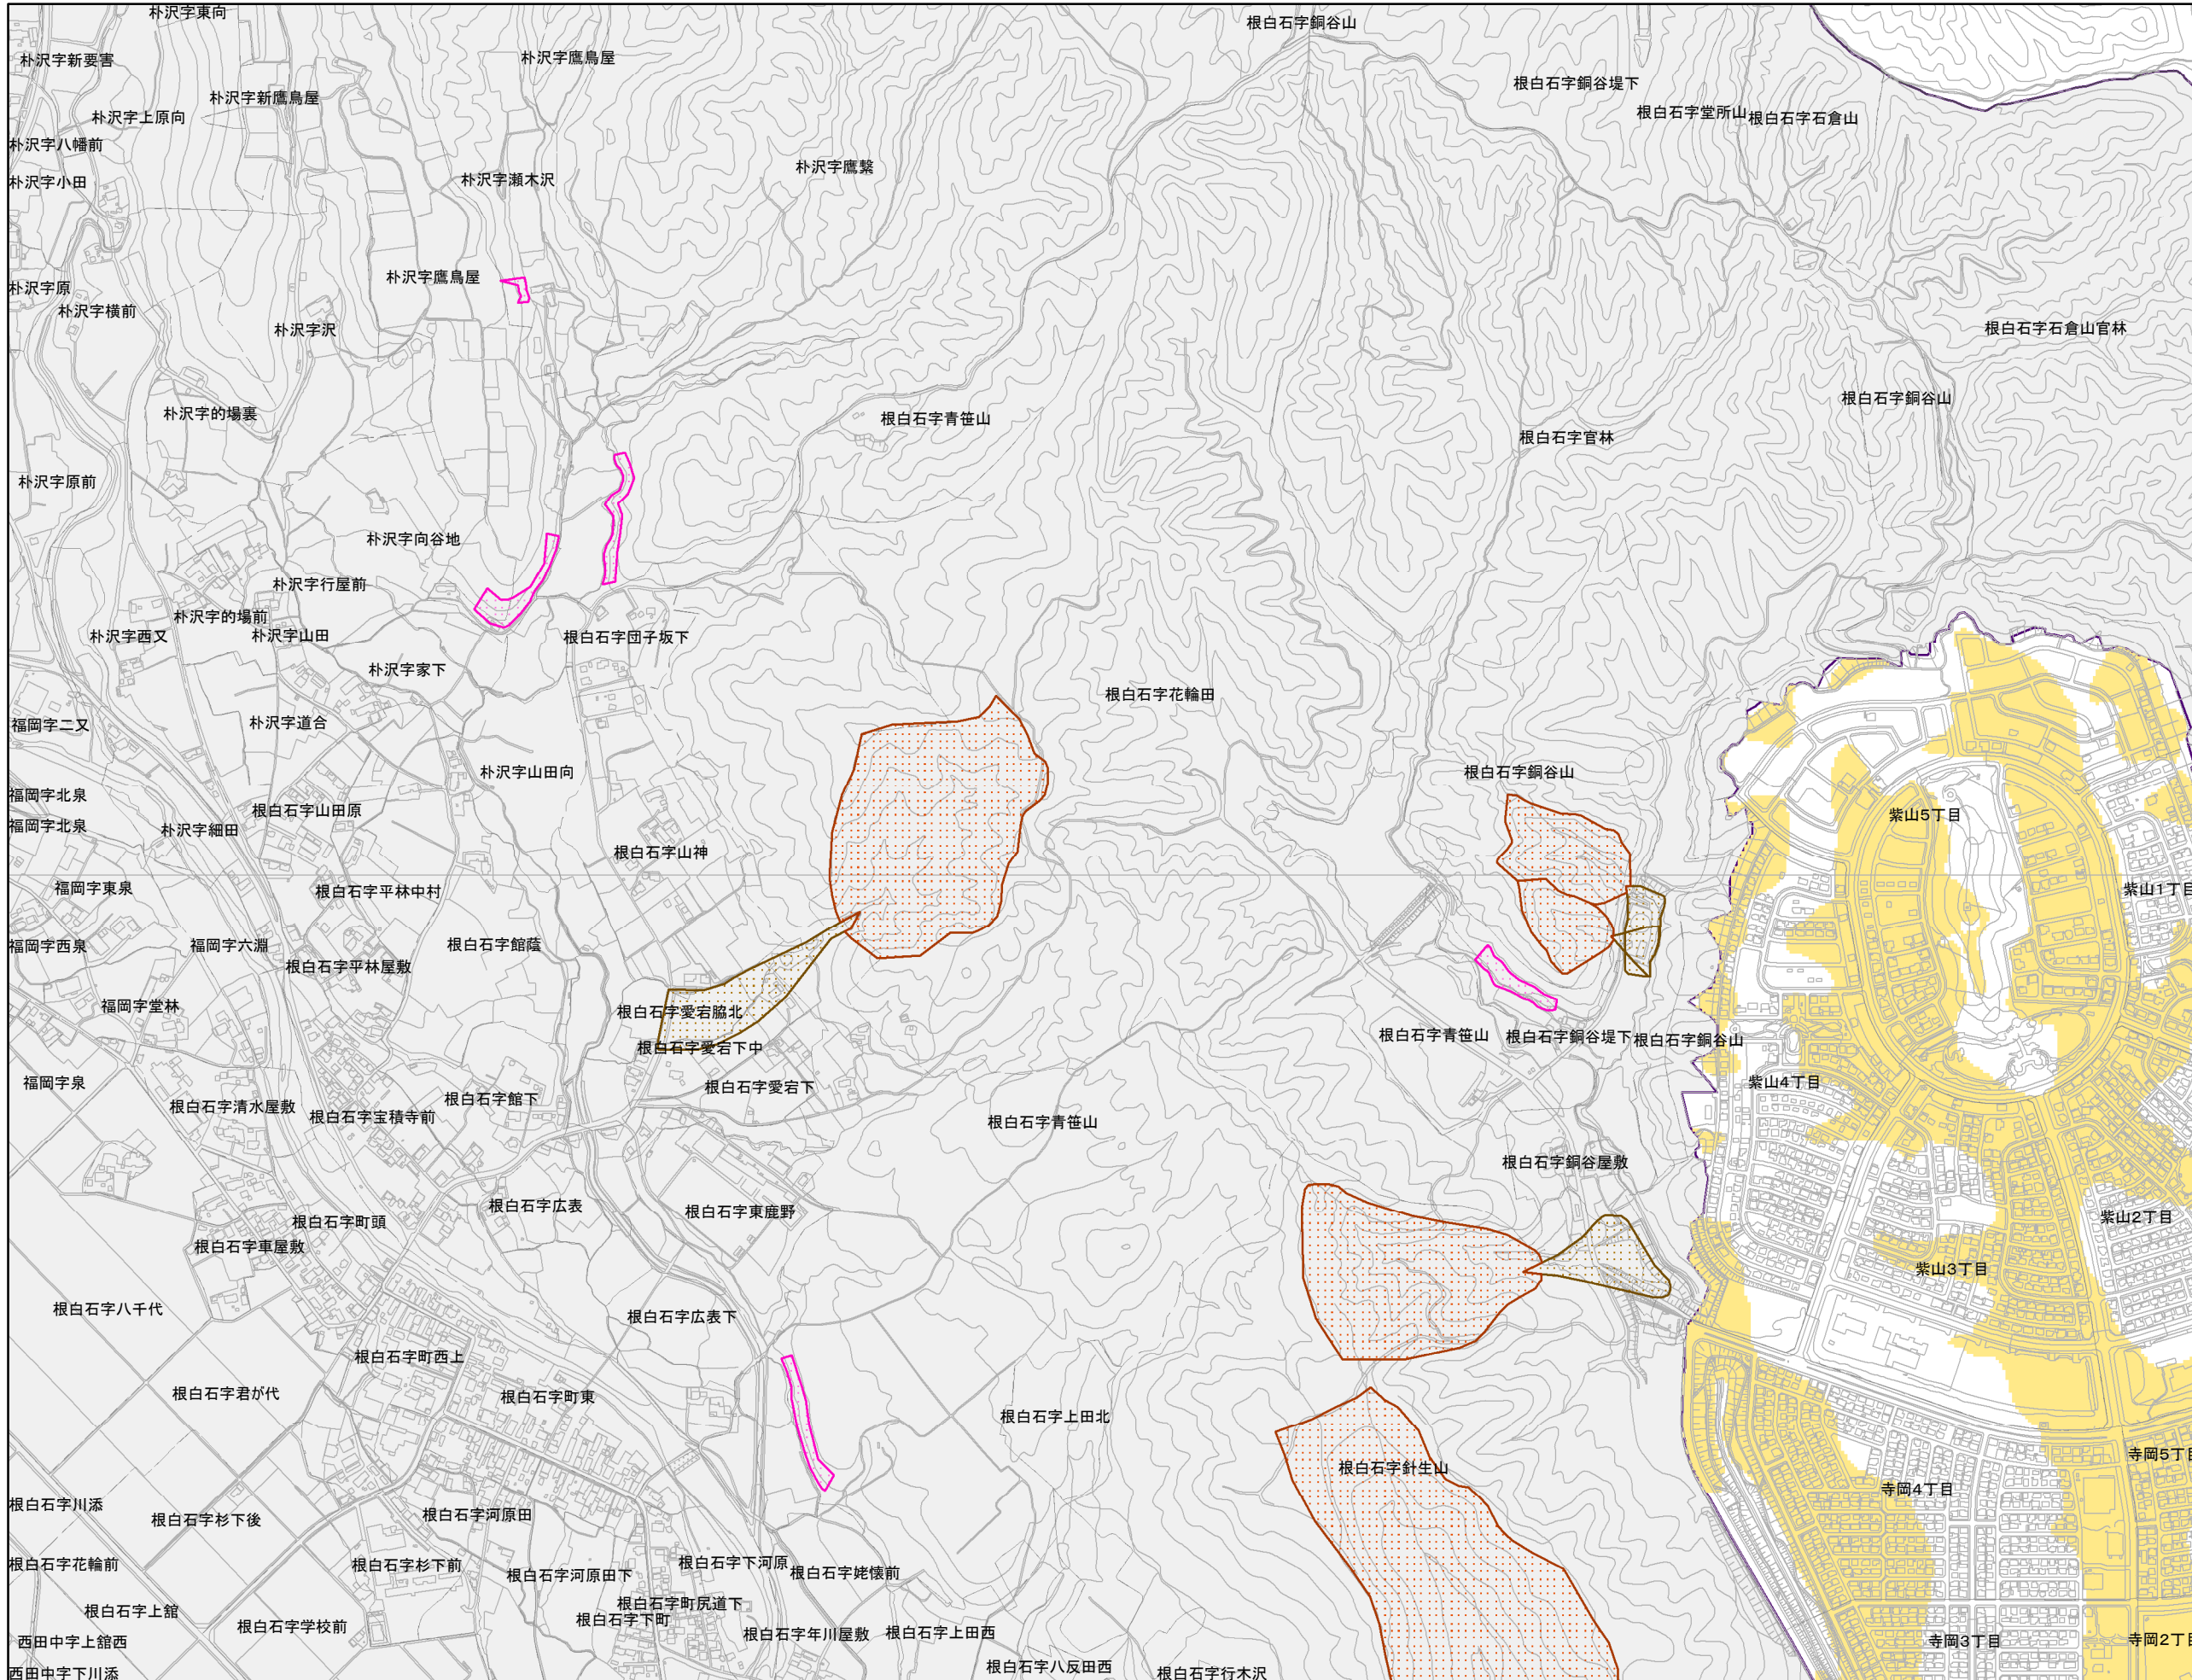 朴沢字東向
根白石字銅谷山
朴沢字新要害
朴沢字鷹鳥屋
根白石字銅谷堤下
朴沢字新鷹鳥屋
朴沢字上原向
根白石字堂所山
根白石字石倉山
朴沢字八幡前
朴沢字鷹繋
朴沢字小田
朴沢字瀬木沢
朴沢字原
朴沢字鷹鳥屋
朴沢字横前
朴沢字沢
根白石字石倉山官林
根白石字銅谷山
朴沢字的場裏
根白石字青笹山
根白石字官林
朴沢字原前
朴沢字向谷地
朴沢字行屋前
朴沢字的場前
朴沢字西又
朴沢字山田
根白石字団子坂下
朴沢字家下
根白石字花輪田
福岡字二又
朴沢字道合
朴沢字山田向
根白石字銅谷山
福岡字北泉
根白石字山田原
紫山5丁目
福岡字北泉
朴沢字細田
根白石字山神
福岡字東泉
根白石字平林中村
紫山1丁目
福岡字西泉
福岡字六淵
根白石字館蔭
根白石字平林屋敷
福岡字堂林
根白石字愛宕脇北
根白石字愛宕下中
根白石字青笹山
根白石字銅谷堤下
根白石字銅谷山
福岡字泉
根白石字愛宕下
紫山4丁目
根白石字清水屋敷
根白石字宝積寺前
根白石字館下
根白石字青笹山
根白石字銅谷屋敷
根白石字広表
根白石字東鹿野
根白石字町頭
紫山2丁目
根白石字車屋敷
紫山3丁目
根白石字八千代
根白石字広表下
根白石字町西上
根白石字君が代
根白石字町東
根白石字上田北
寺岡5丁目
根白石字針生山
寺岡4丁目
根白石字川添
根白石字杉下後
根白石字河原田
根白石字花輪前
根白石字杉下前
根白石字河原田下
根白石字下河原
根白石字姥懐前
根白石字上舘
根白石字町尻道下
根白石字下町
根白石字学校前
根白石字年川屋敷
根白石字上田西
西田中字上舘西
寺岡3丁目
寺岡2丁目
西田中字下川添
根白石字八反田西
根白石字行木沢